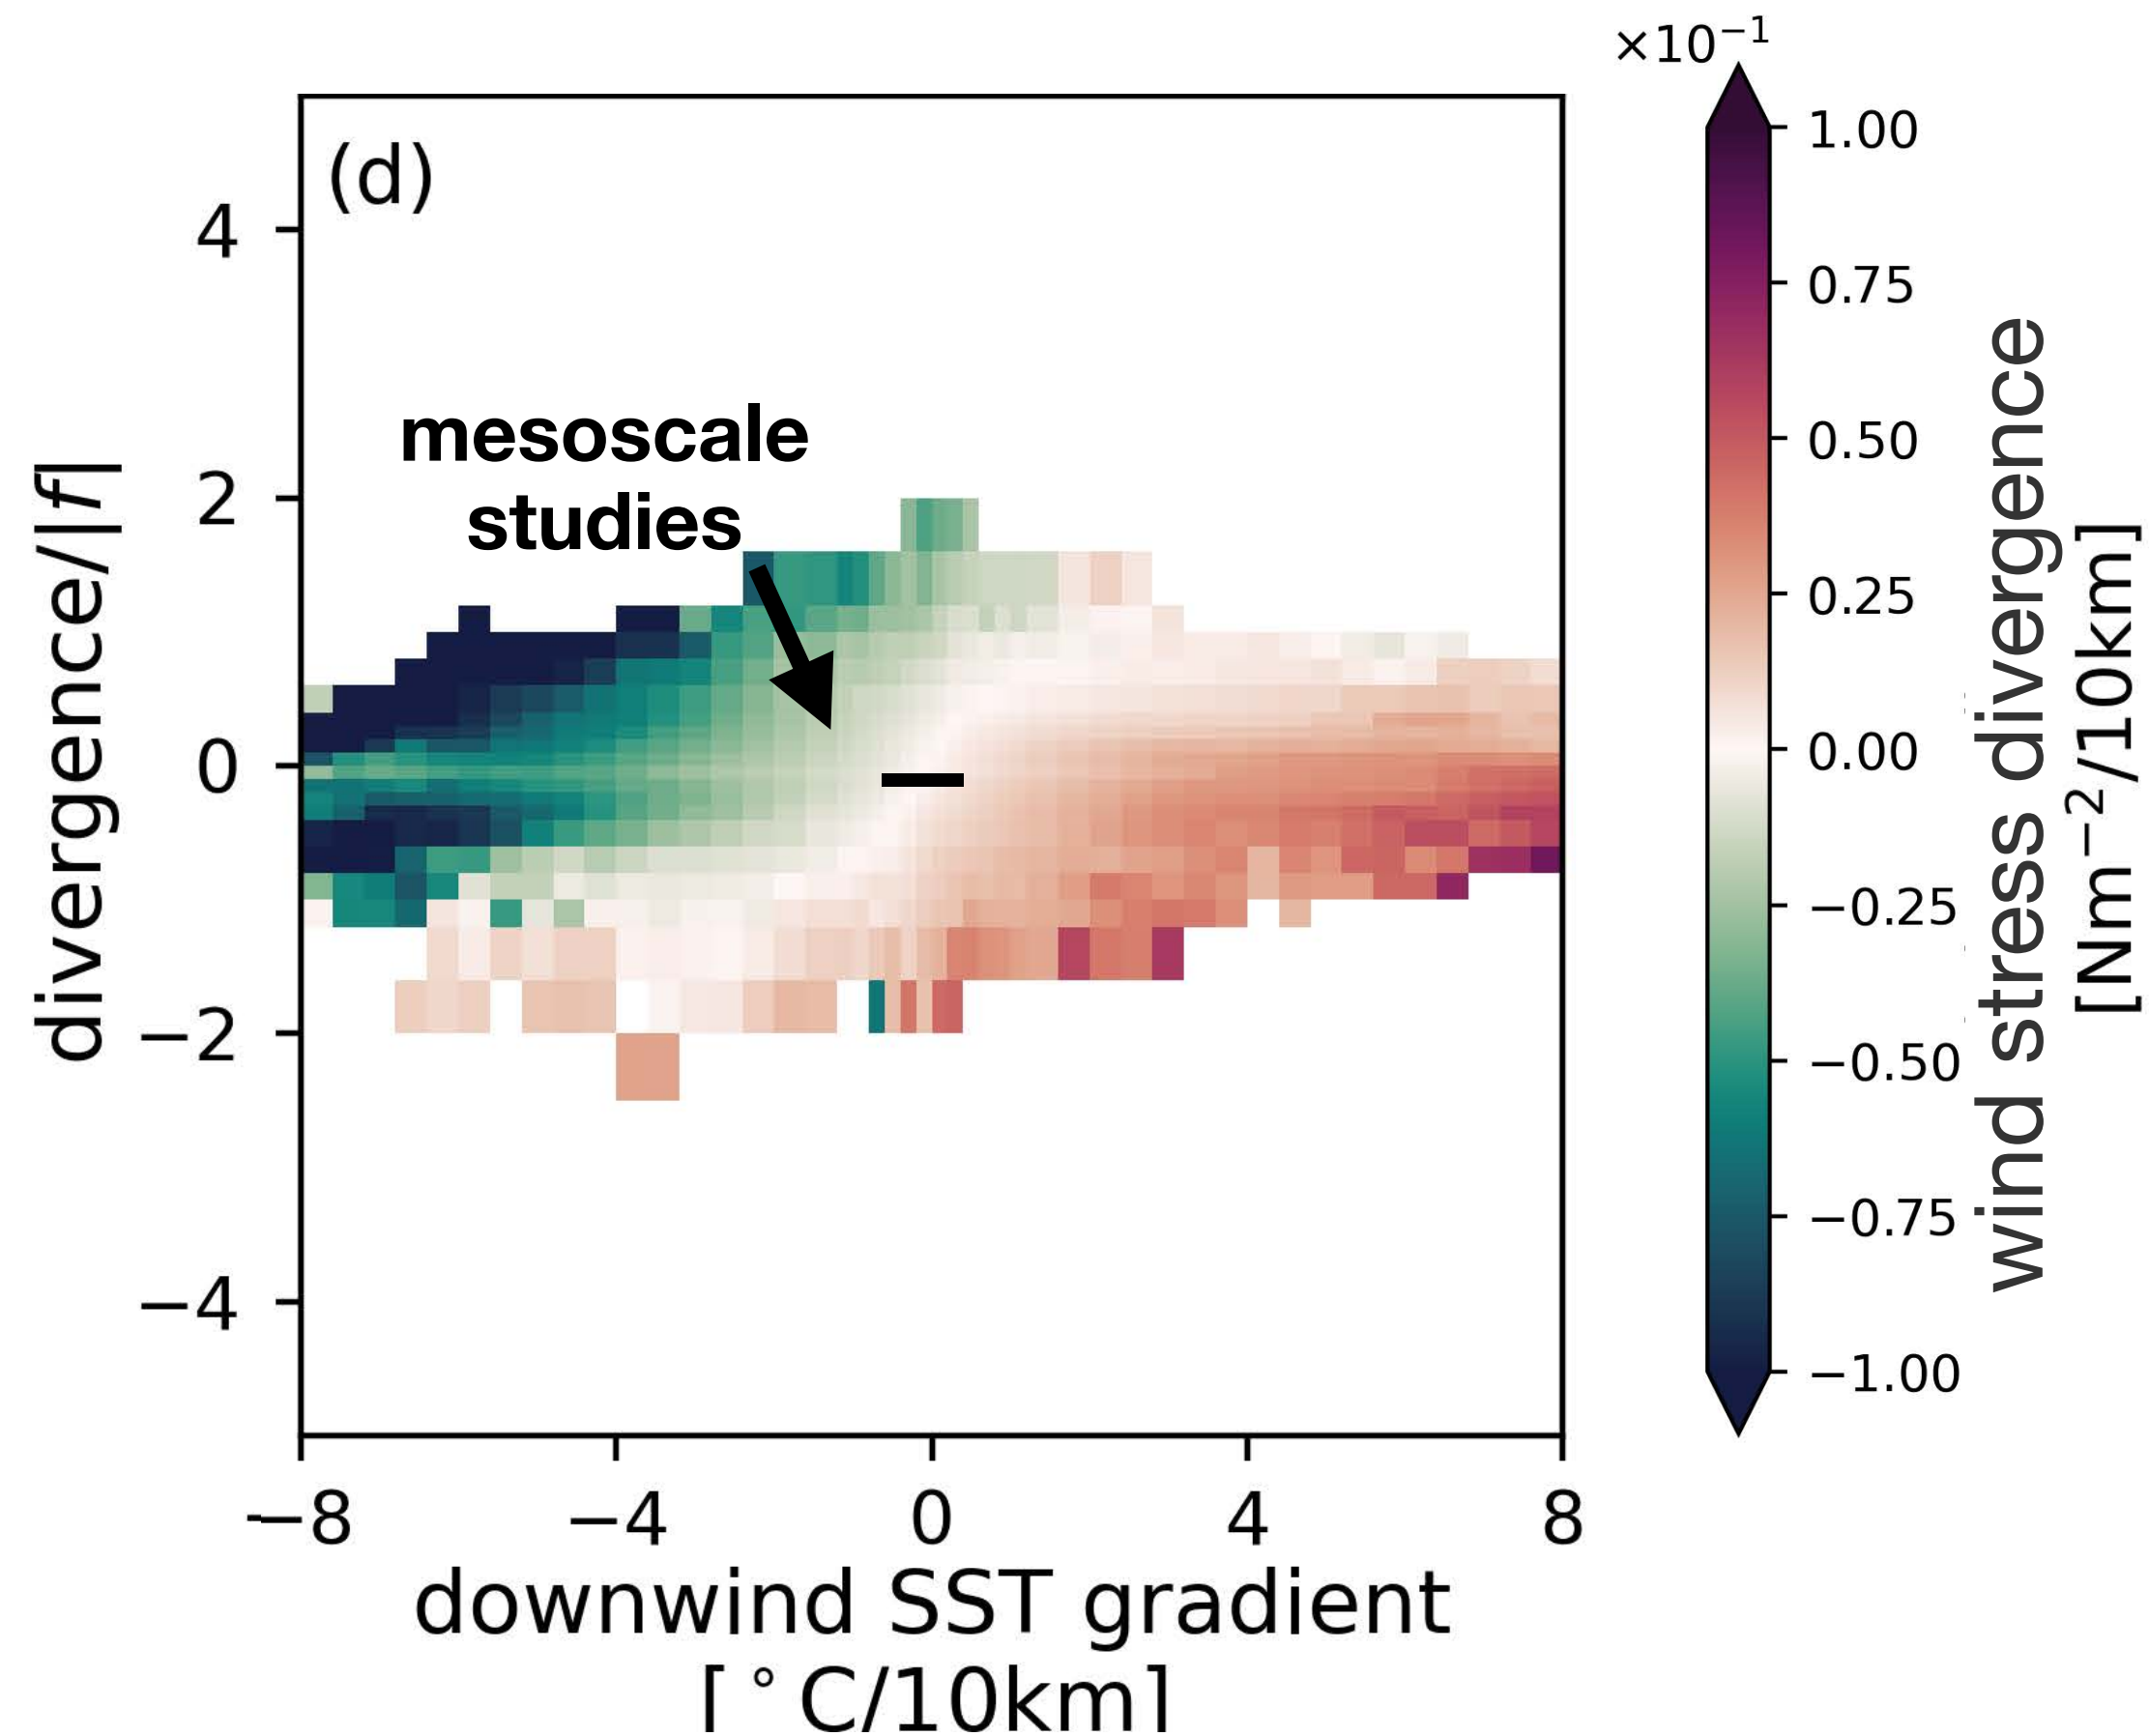 ×10⁻¹
(d)
4
2
0
−2
−4
divergence/|f|
mesoscale
studies
−8
−4
0
4
8
downwind SST gradient
[°C/10km]
1.00
0.75
0.50
0.25
0.00
−0.25
−0.50
−0.75
−1.00
wind stress divergence
[Nm⁻²/10km]